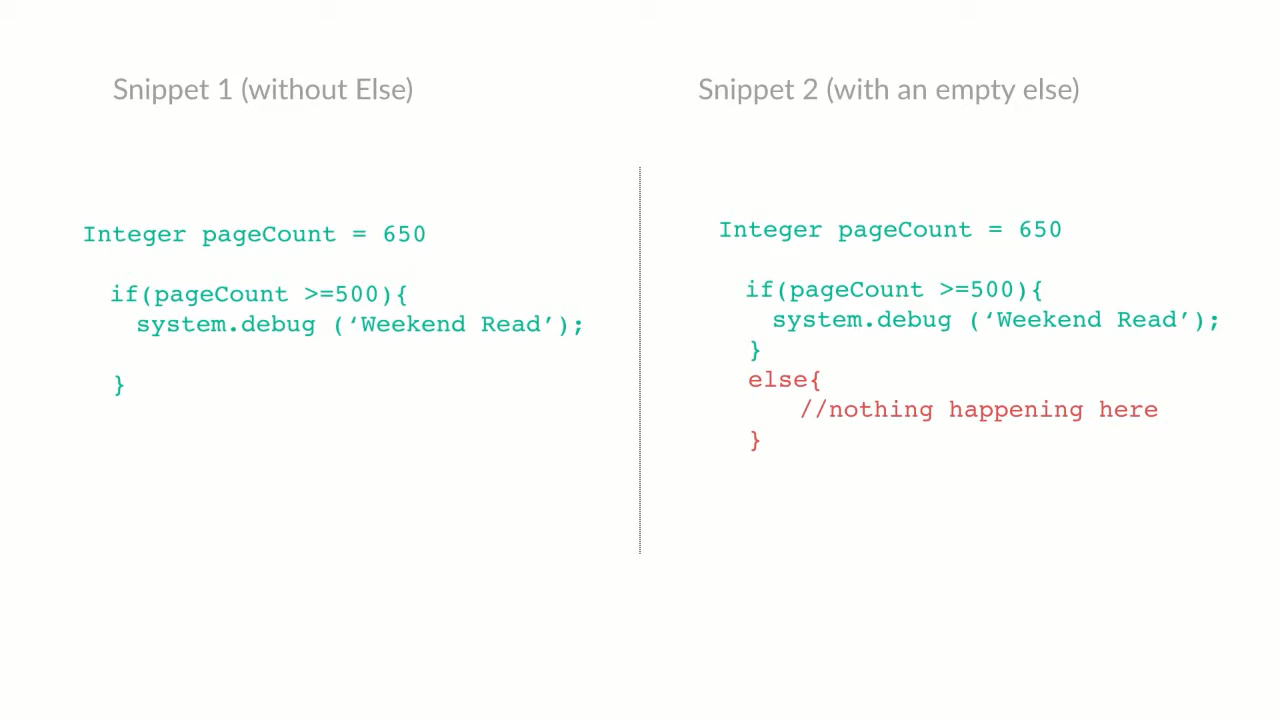 Snippet 1 (without Else)
Integer pageCount = 650
if(pageCount >=500){
system.debug (‘Weekend Read’);
}
Snippet 2 (with an empty else)
Integer pageCount = 650
if(pageCount >=500){
system.debug (‘Weekend Read’);
}
else{
//nothing happening here
}